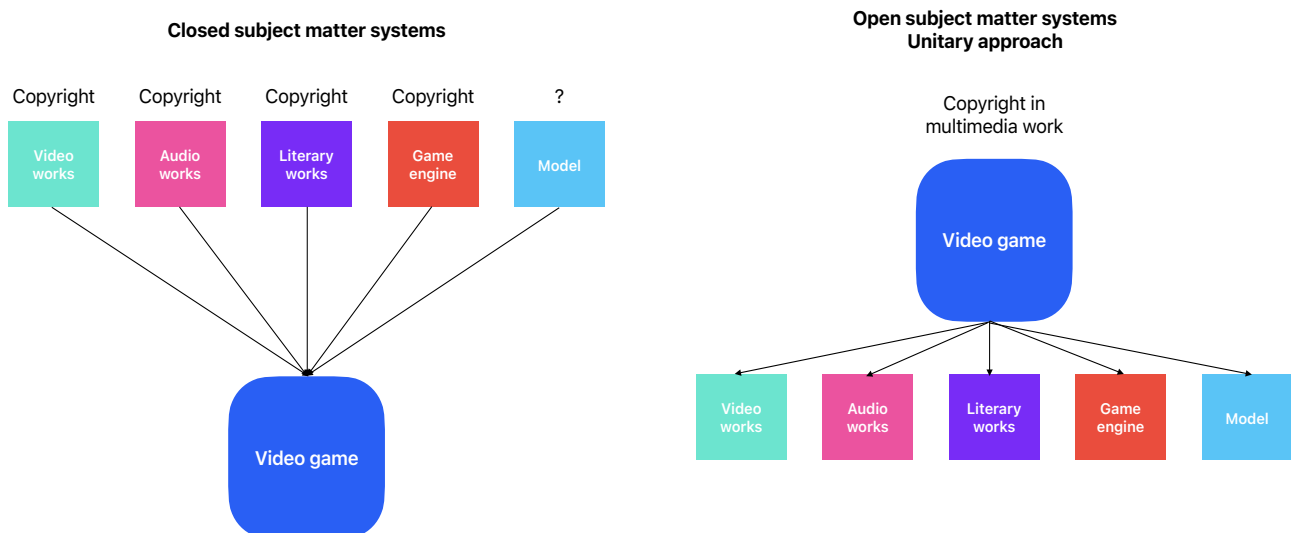 Closed subject matter systems
Copyright
Copyright
Copyright
Copyright
?
Video
works
Audio
works
Literary
works
Game
engine
Model
Video game
Open subject matter systems
Unitary approach
Copyright in
multimedia work
Video game
Video
works
Audio
works
Literary
works
Game
engine
Model